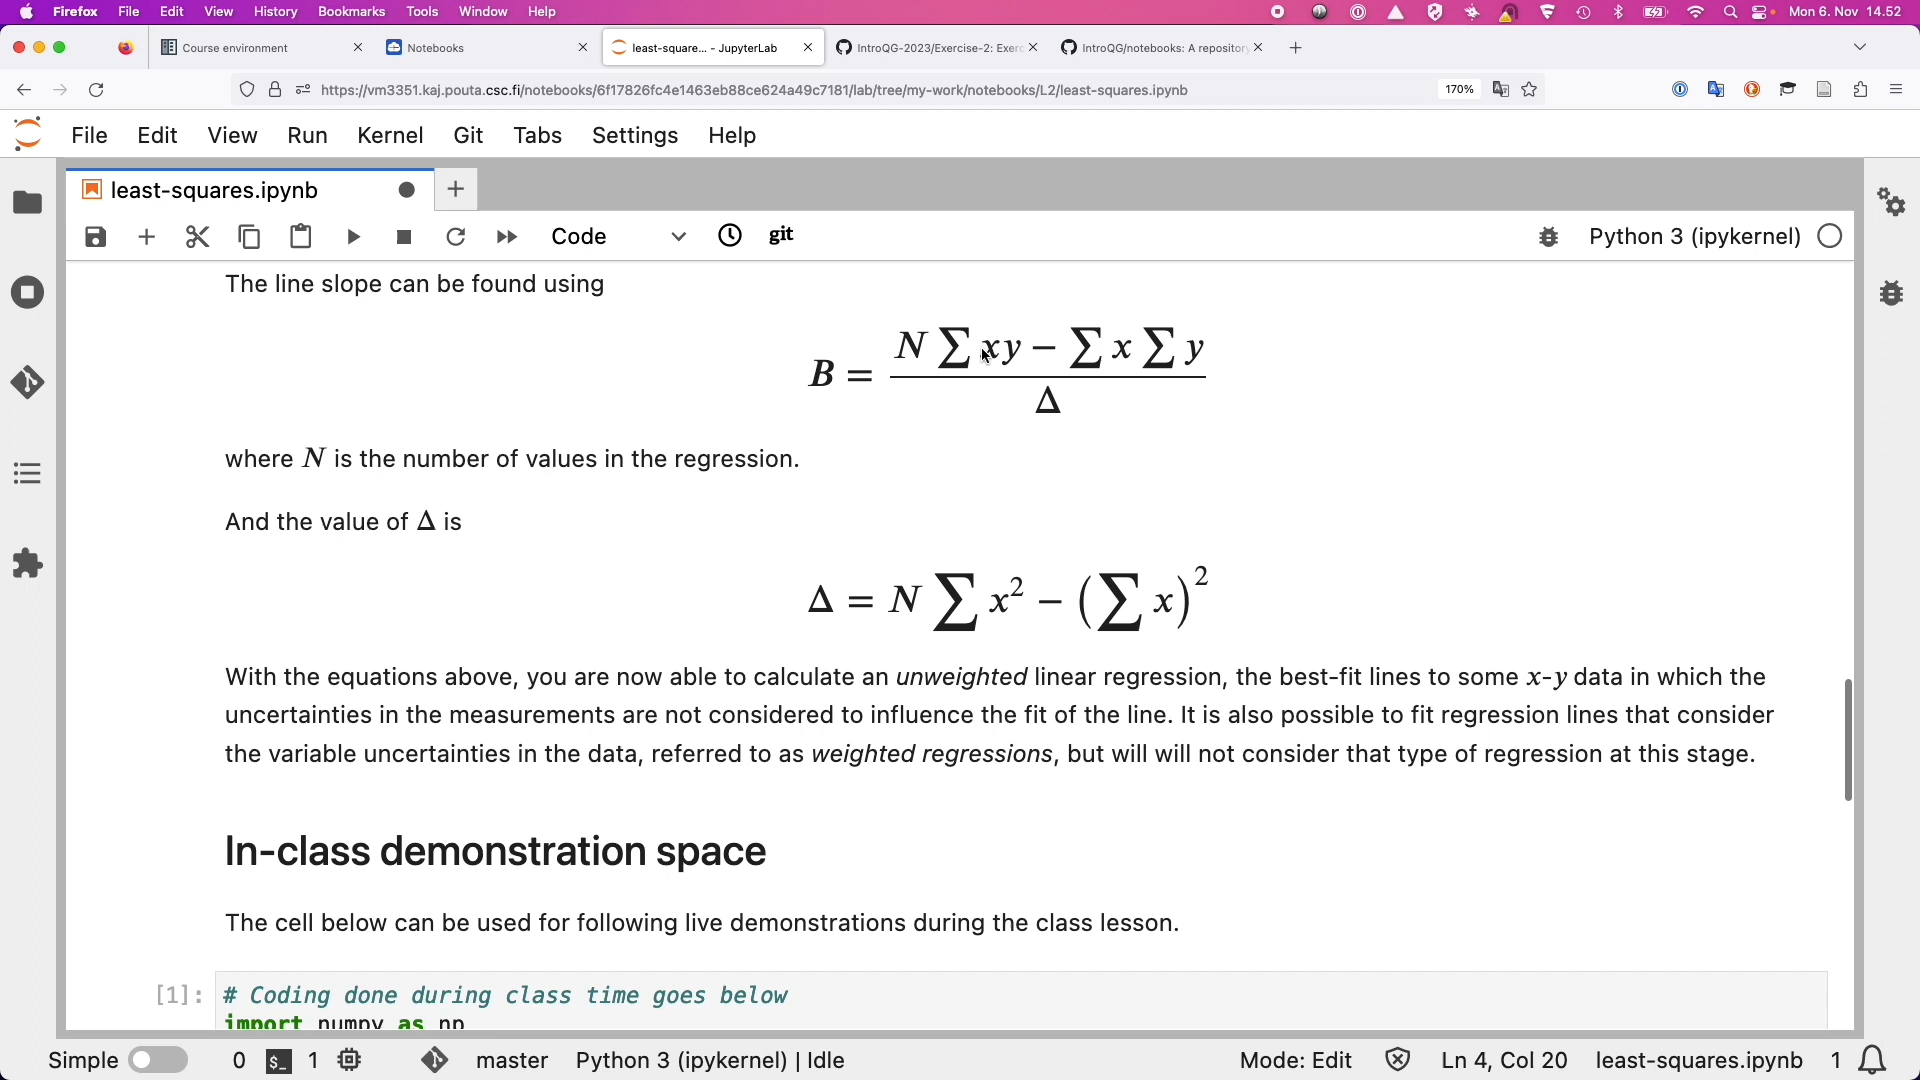 Firefox File Edit View History Bookmarks Tools Window Help Mon 6. Nov 14.52
Course environment Notebooks least-square... - JupyterLab IntroQG-2023/Exercise-2: Exerc IntroQG/notebooks: A repository
https://vm3351.kaj.pouta.csc.fi/notebooks/6f17826fc4e1463eb88ce624a49c7181/lab/tree/my-work/notebooks/L2/least-squares.ipynb 170%
File Edit View Run Kernel Git Tabs Settings Help
least-squares.ipynb
Code git Python 3 (ipykernel)
The line slope can be found using
B = \frac{N ∑ xy − ∑ x ∑ y}{Δ}
where N is the number of values in the regression.
And the value of Δ is
Δ = N ∑ x² − (∑ x)²
With the equations above, you are now able to calculate an unweighted linear regression, the best-fit lines to some x-y data in which the
uncertainties in the measurements are not considered to influence the fit of the line. It is also possible to fit regression lines that consider
the variable uncertainties in the data, referred to as weighted regressions, but will will not consider that type of regression at this stage.
In-class demonstration space
The cell below can be used for following live demonstrations during the class lesson.
[1]: # Coding done during class time goes below
import numpy as np
Simple 0 $_ 1 master Python 3 (ipykernel) | Idle Mode: Edit Ln 4, Col 20 least-squares.ipynb 1